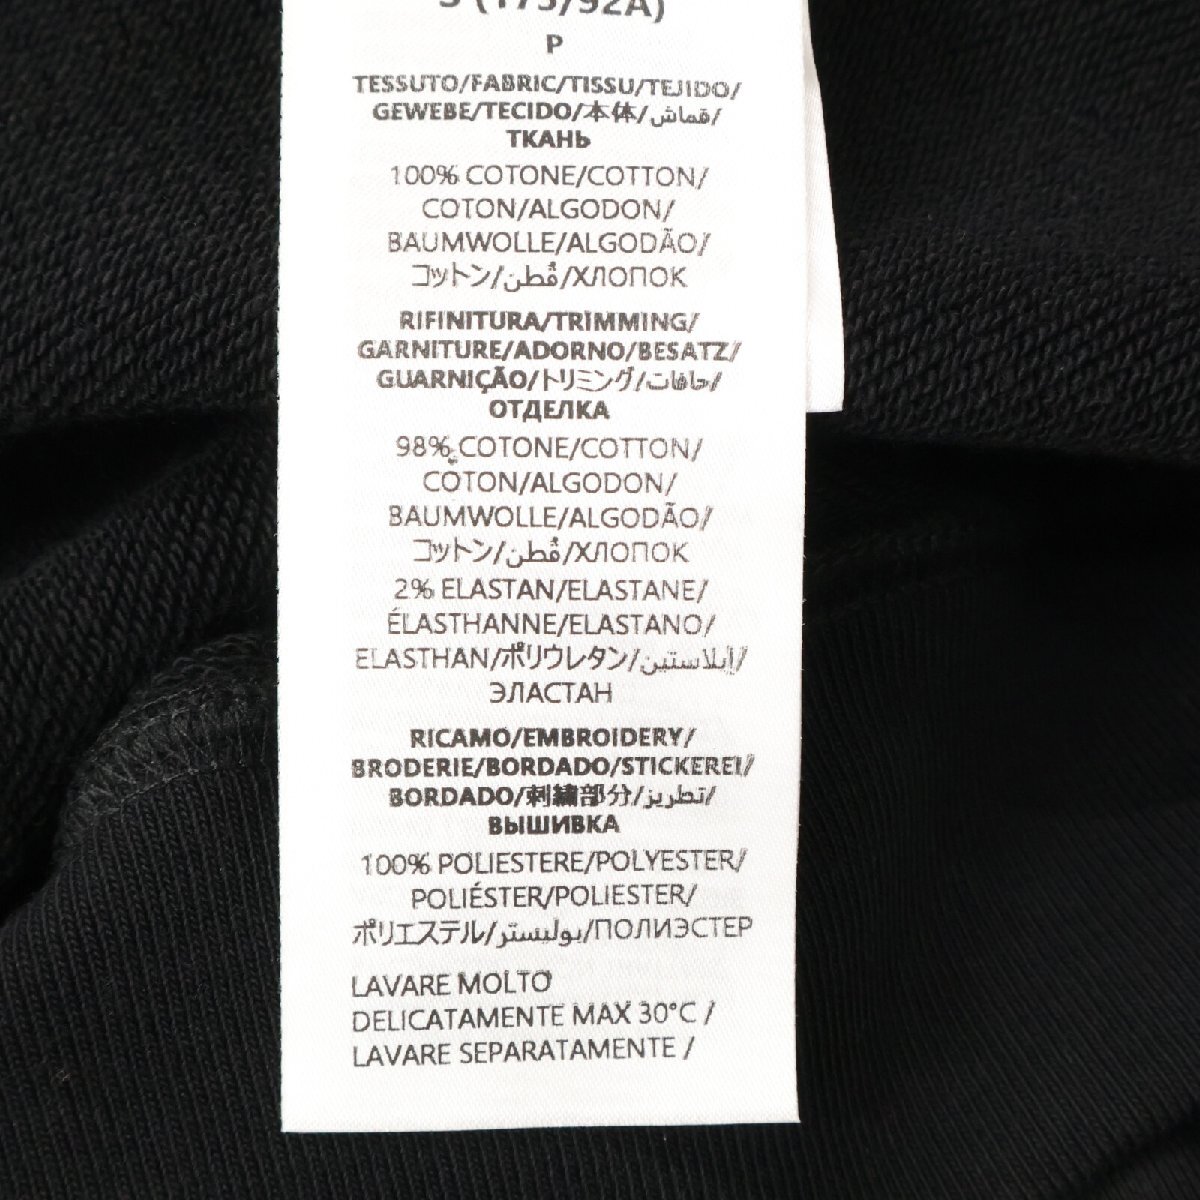 S (175/92A)
P
TESSUTO/FABRIC/TISSU/TEJIDO/
GEWEBE/TECIDO/本体/قماش/
ТКАНЬ
100% COTONE/COTTON/
COTON/ALGODON/
BAUMWOLLE/ALGODÃO/
コットン/قُطن/ХЛОПОК
RIFINITURA/TRIMMING/
GARNITURE/ADORNO/BESATZ/
GUARNIÇÃO/トリミング/حافات/
ОТДЕЛКА
98% COTONE/COTTON/
COTON/ALGODON/
BAUMWOLLE/ALGODÃO/
コットン/قُطن/ХЛОПОК
2% ELASTAN/ELASTANE/
ÉLASTHANNE/ELASTANO/
ELASTHAN/ポリウレタン/إيلاستين/
ЭЛАСТАН
RICAMO/EMBROIDERY/
BRODERIE/BORDADO/STICKEREI/
BORDADO/刺繍部分/تطريز/
ВЫШИВКА
100% POLIESTERE/POLYESTER/
POLIÉSTER/POLIESTER/
ポリエステル/بوليستر/ПОЛИЭСТЕР
LAVARE MOLTO
DELICATAMENTE MAX 30°C /
LAVARE SEPARATAMENTE /